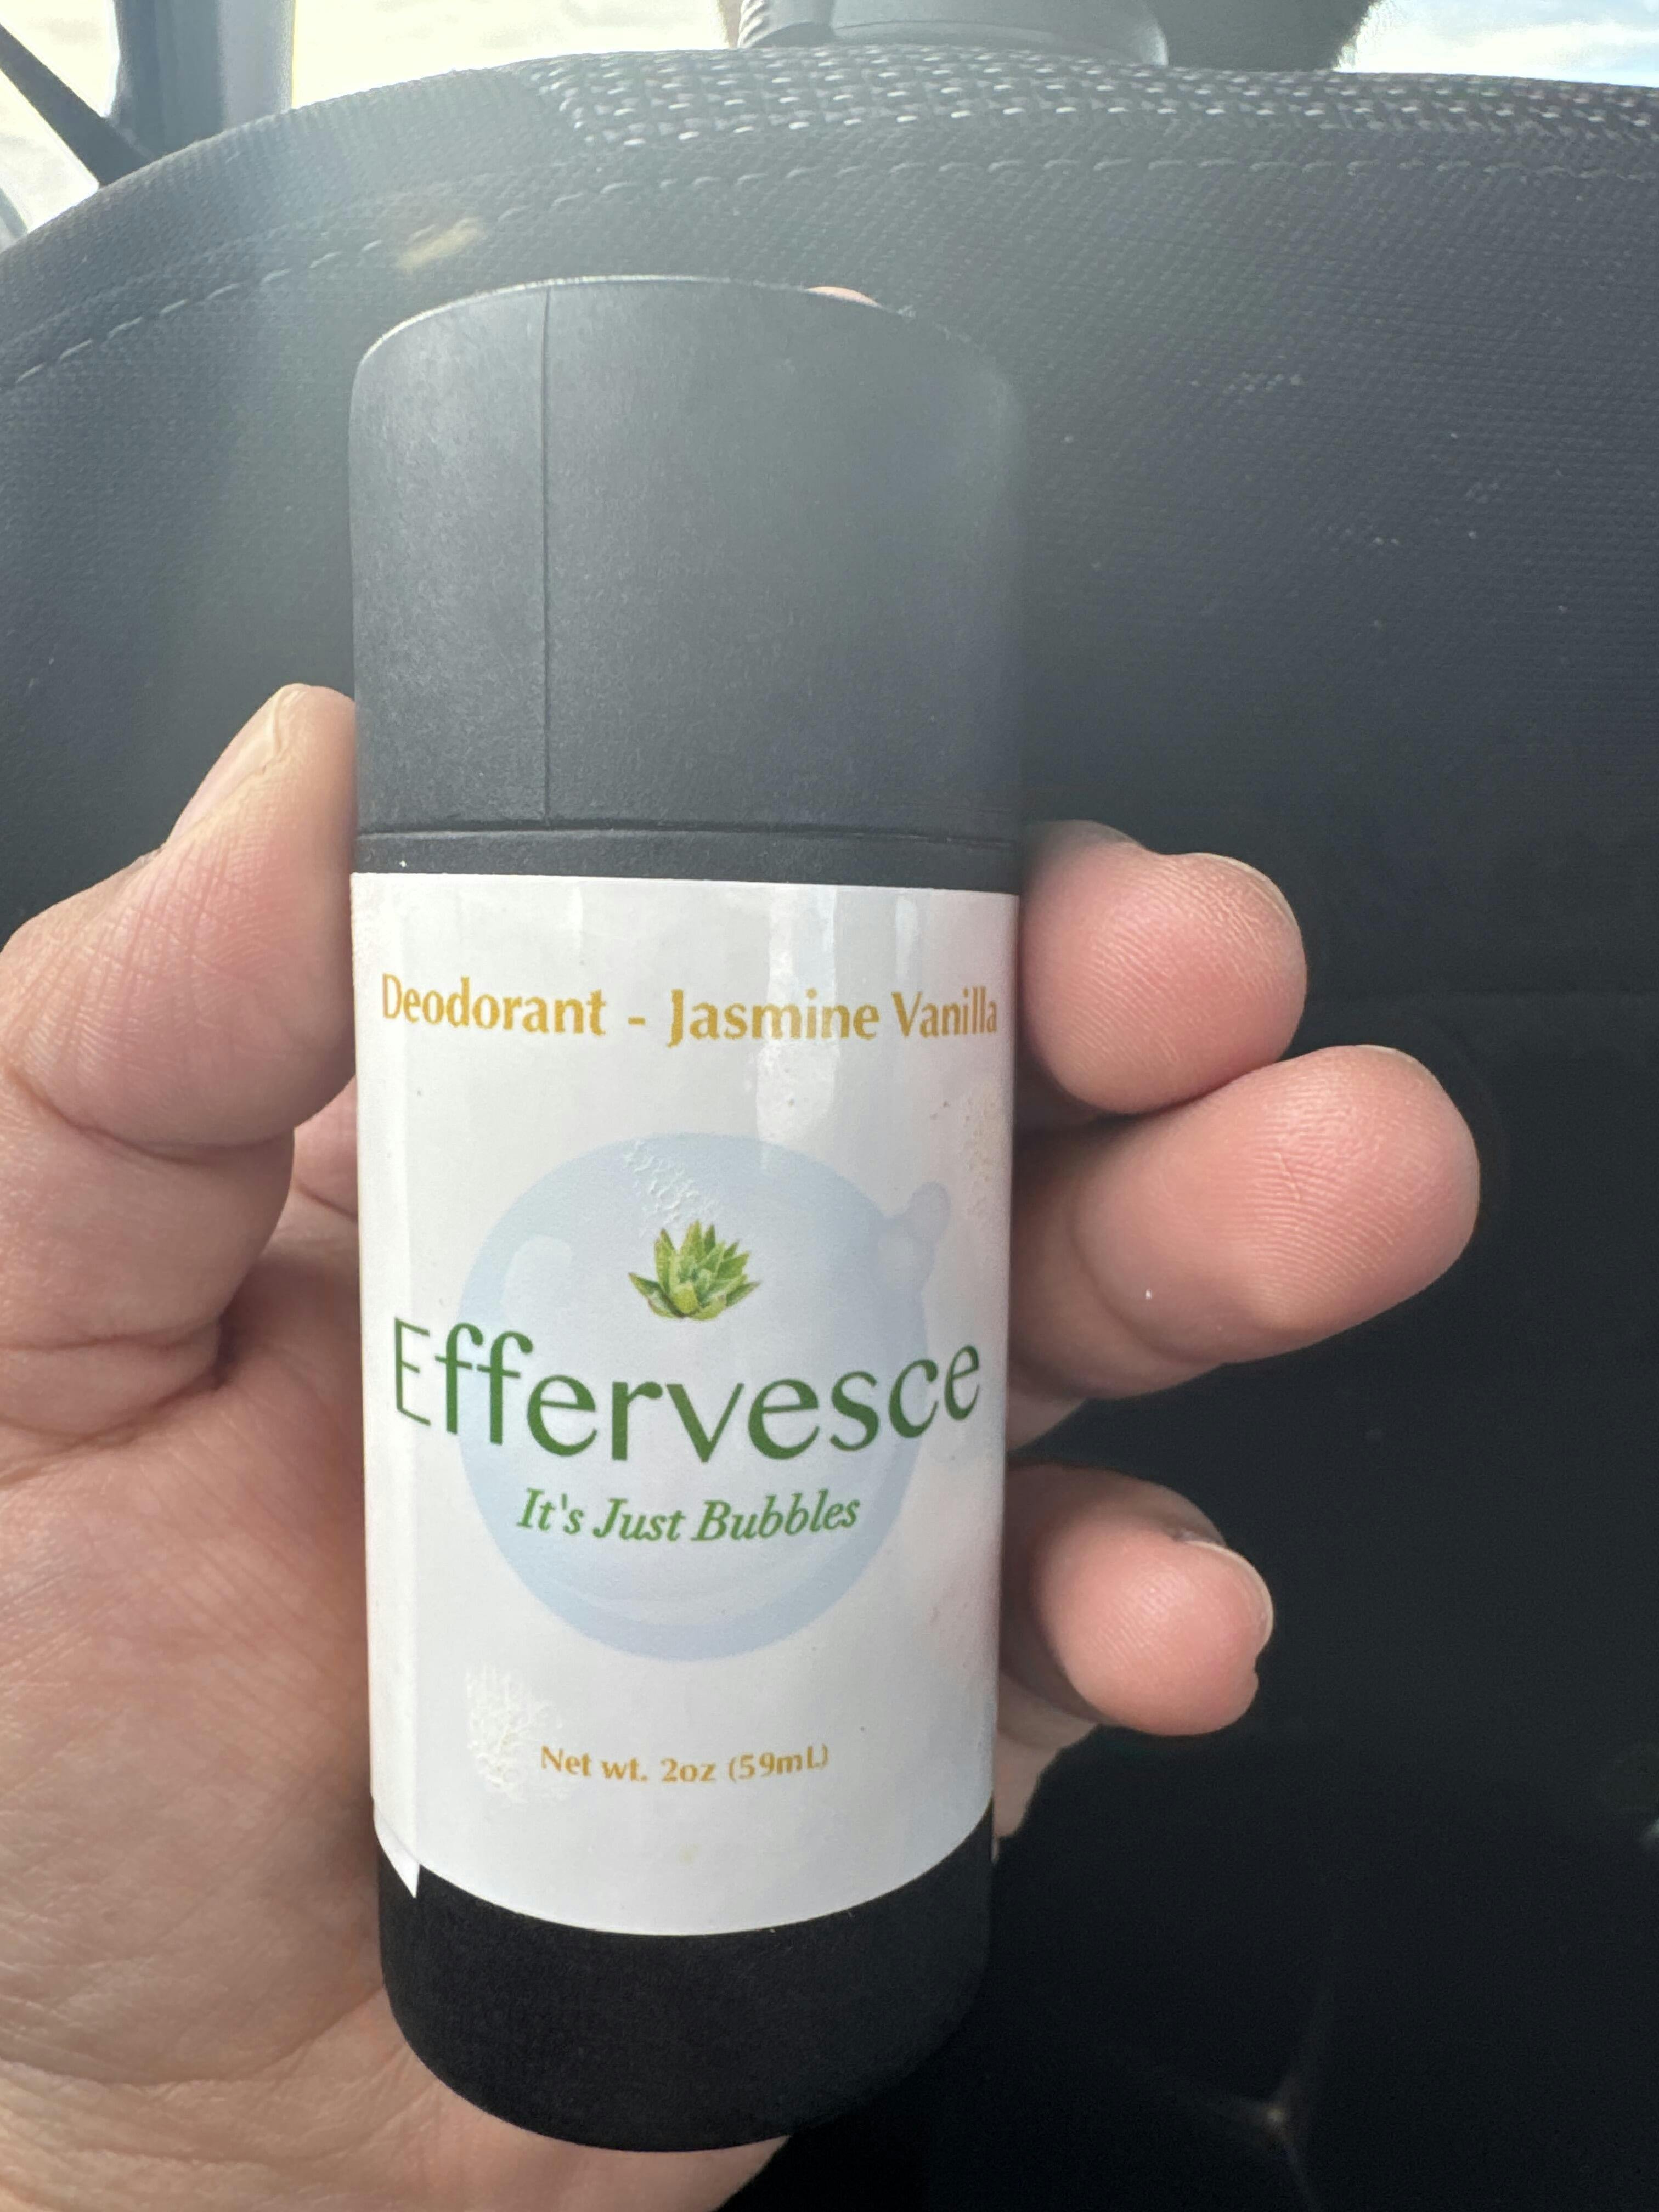 Deodorant - Jasmine Vanilla
Effervesce
It's Just Bubbles
Net wt. 2oz (59mL)